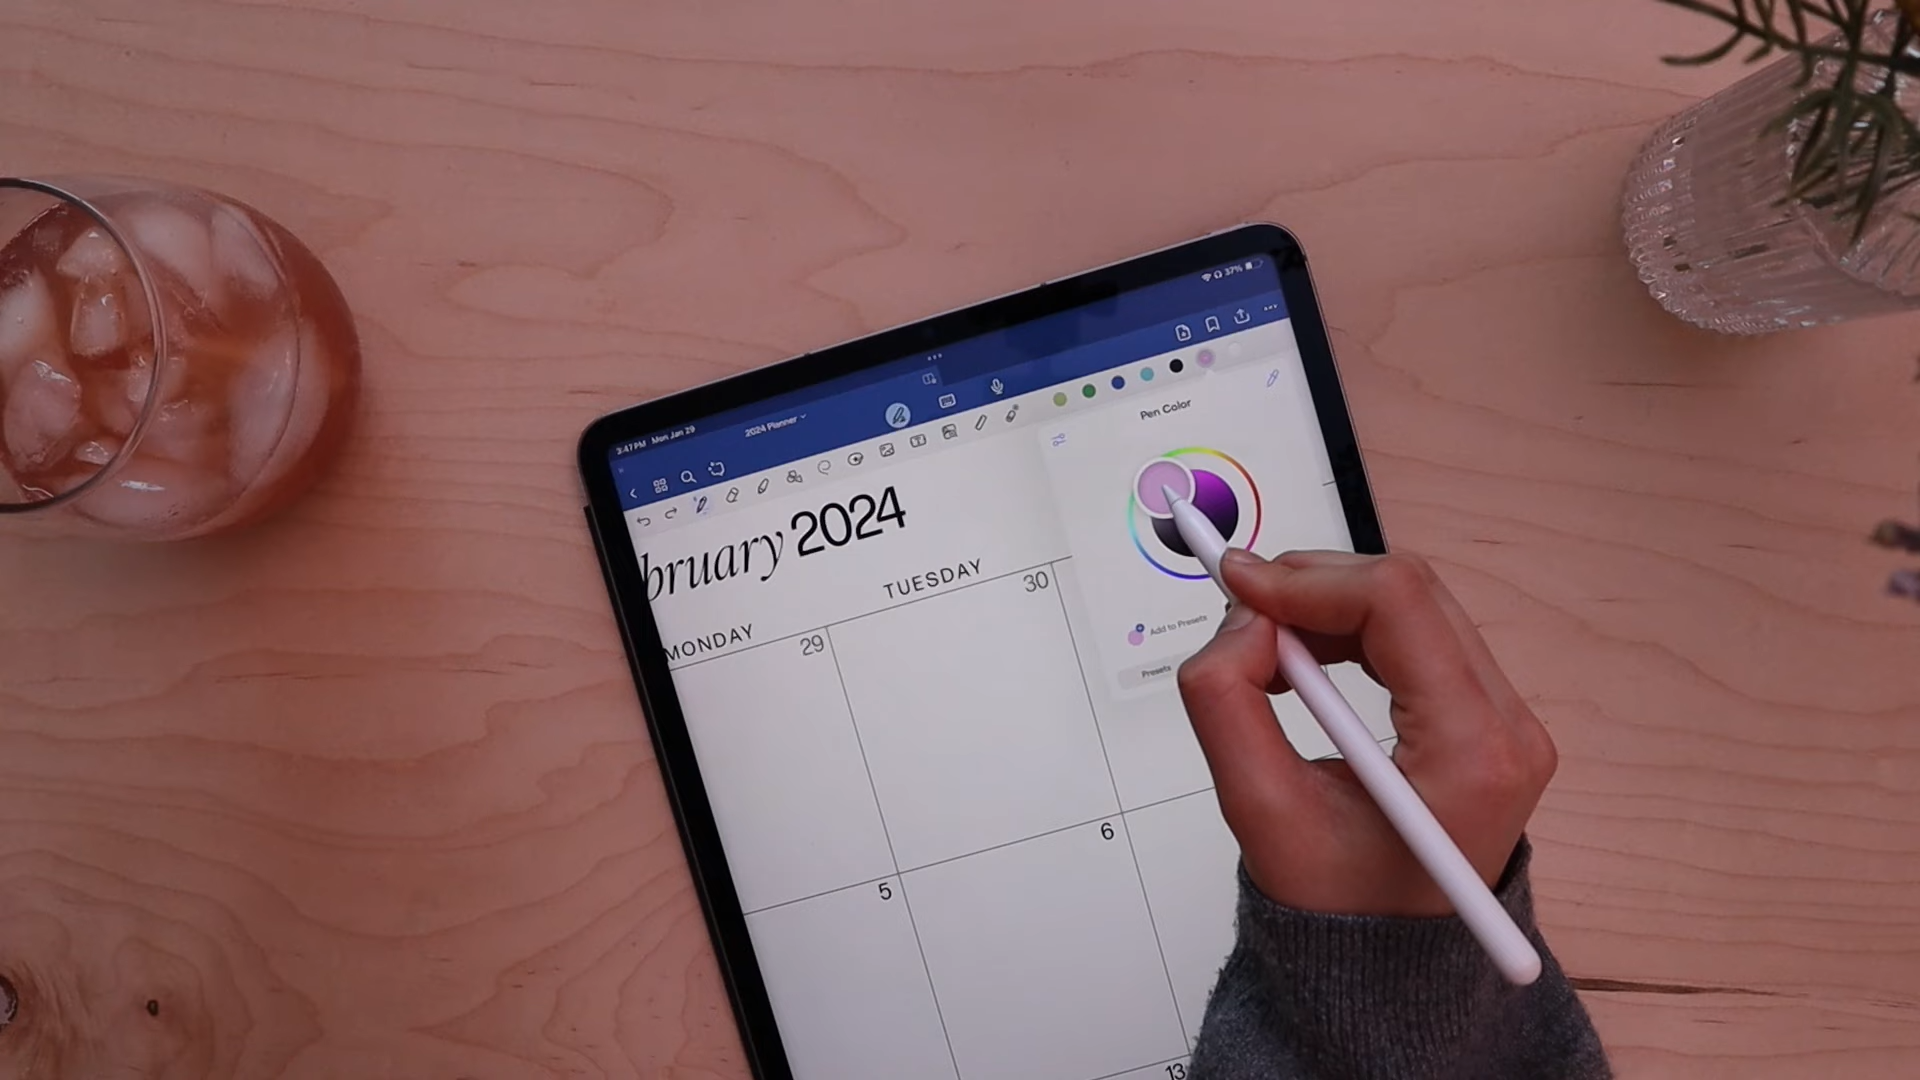 3:47 PM Mon Jan 29
37%
2024 Planner
Pen Color
bruary 2024
MONDAY
TUESDAY
29
30
Add to Presets
Presets
5
6
13